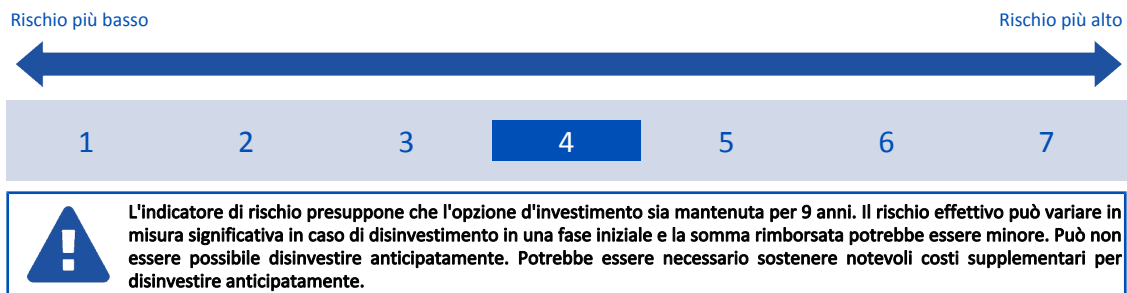 Rischio più basso Rischio più alto
1 2 3 4 5 6 7
L'indicatore di rischio presuppone che l'opzione d'investimento sia mantenuta per 9 anni. Il rischio effettivo può variare in
misura significativa in caso di disinvestimento in una fase iniziale e la somma rimborsata potrebbe essere minore. Può non
essere possibile disinvestire anticipatamente. Potrebbe essere necessario sostenere notevoli costi supplementari per
disinvestire anticipatamente.